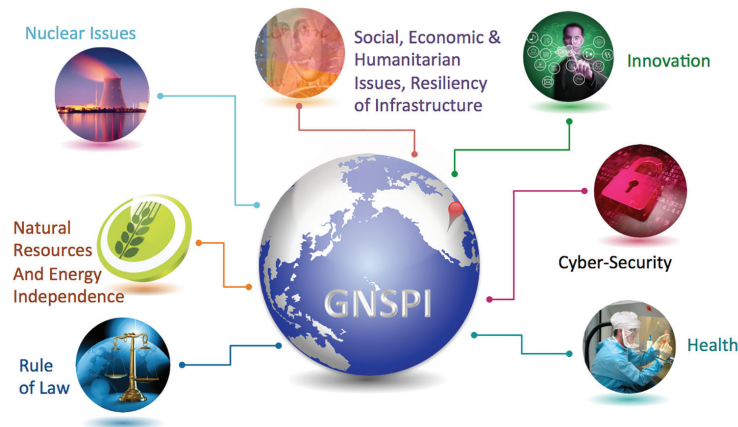 Nuclear Issues
Social, Economic &
Humanitarian
Issues, Resiliency
of Infrastructure
Innovation
Natural
Resources
And Energy
Independence
GNSPI
Cyber-Security
Rule
of Law
Health